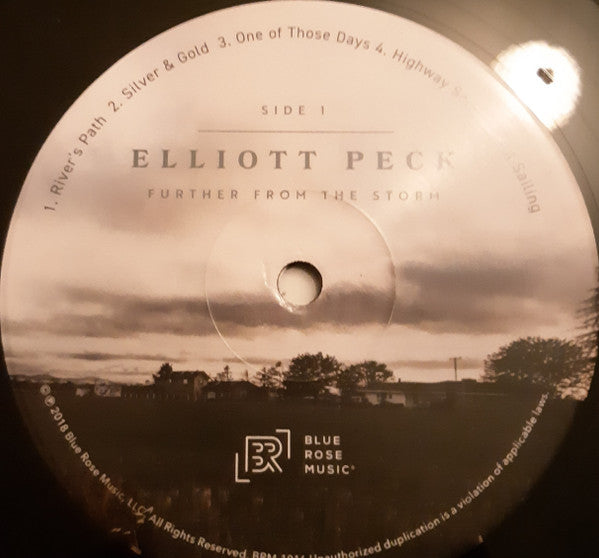 1. River's Path 2. Silver & Gold 3. One of Those Days 4. Highway Sailing
SIDE 1
ELLIOTT PECK
FURTHER FROM THE STORM
BLUE
ROSE
MUSIC®
© ℗ 2018 Blue Rose Music, LLC. All Rights Reserved. BRM Unauthorized duplication is a violation of applicable laws.